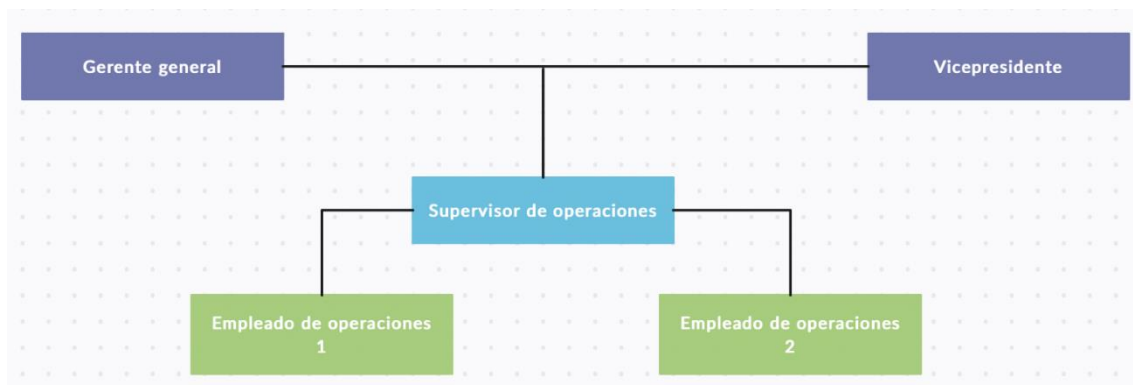 Gerente general
Vicepresidente
Supervisor de operaciones
Empleado de operaciones
1
Empleado de operaciones
2